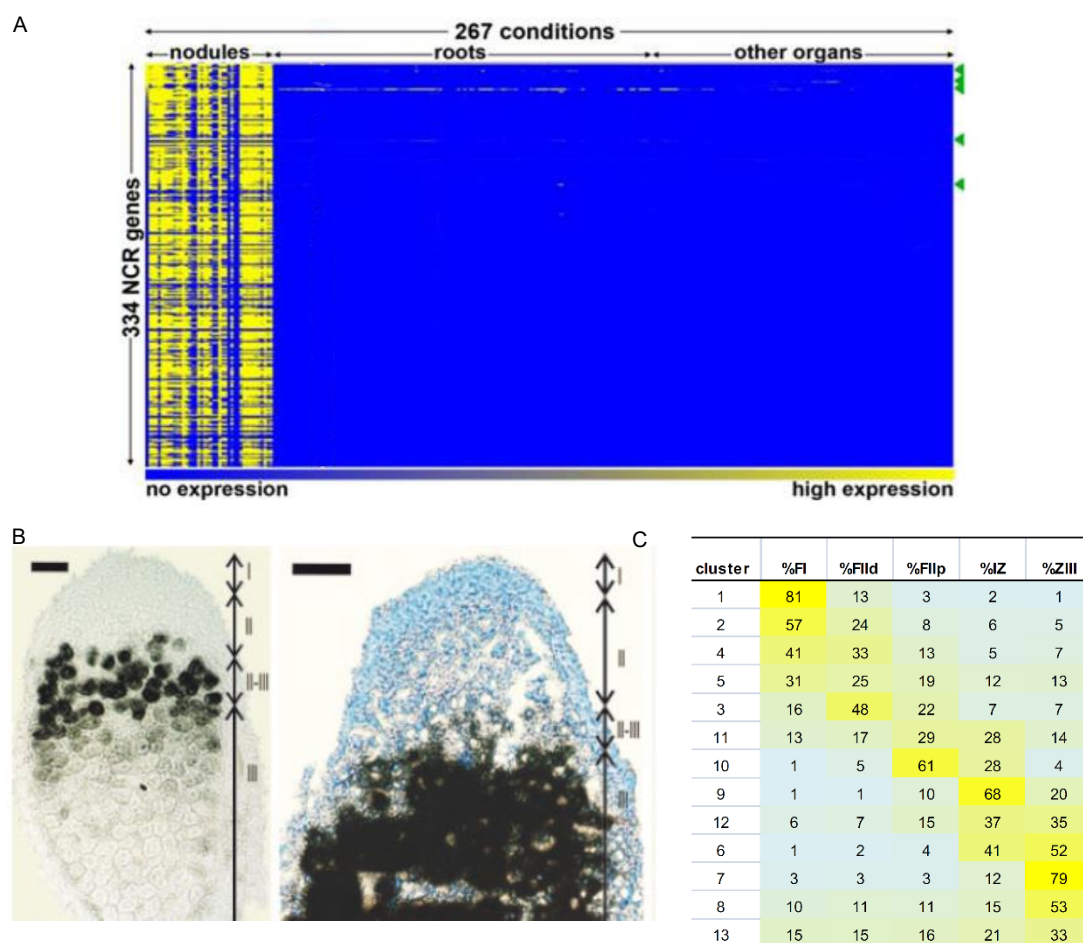 A
267 conditions
nodules roots other organs
334 NCR genes
no expression high expression
B
I
II
II-III
III
I
II
II-III
III
C
cluster %FI %FIId %FIIp %IZ %ZIII
1 81 13 3 2 1
2 57 24 8 6 5
4 41 33 13 5 7
5 31 25 19 12 13
3 16 48 22 7 7
11 13 17 29 28 14
10 1 5 61 28 4
9 1 1 10 68 20
12 6 7 15 37 35
6 1 2 4 41 52
7 3 3 3 12 79
8 10 11 11 15 53
13 15 15 16 21 33